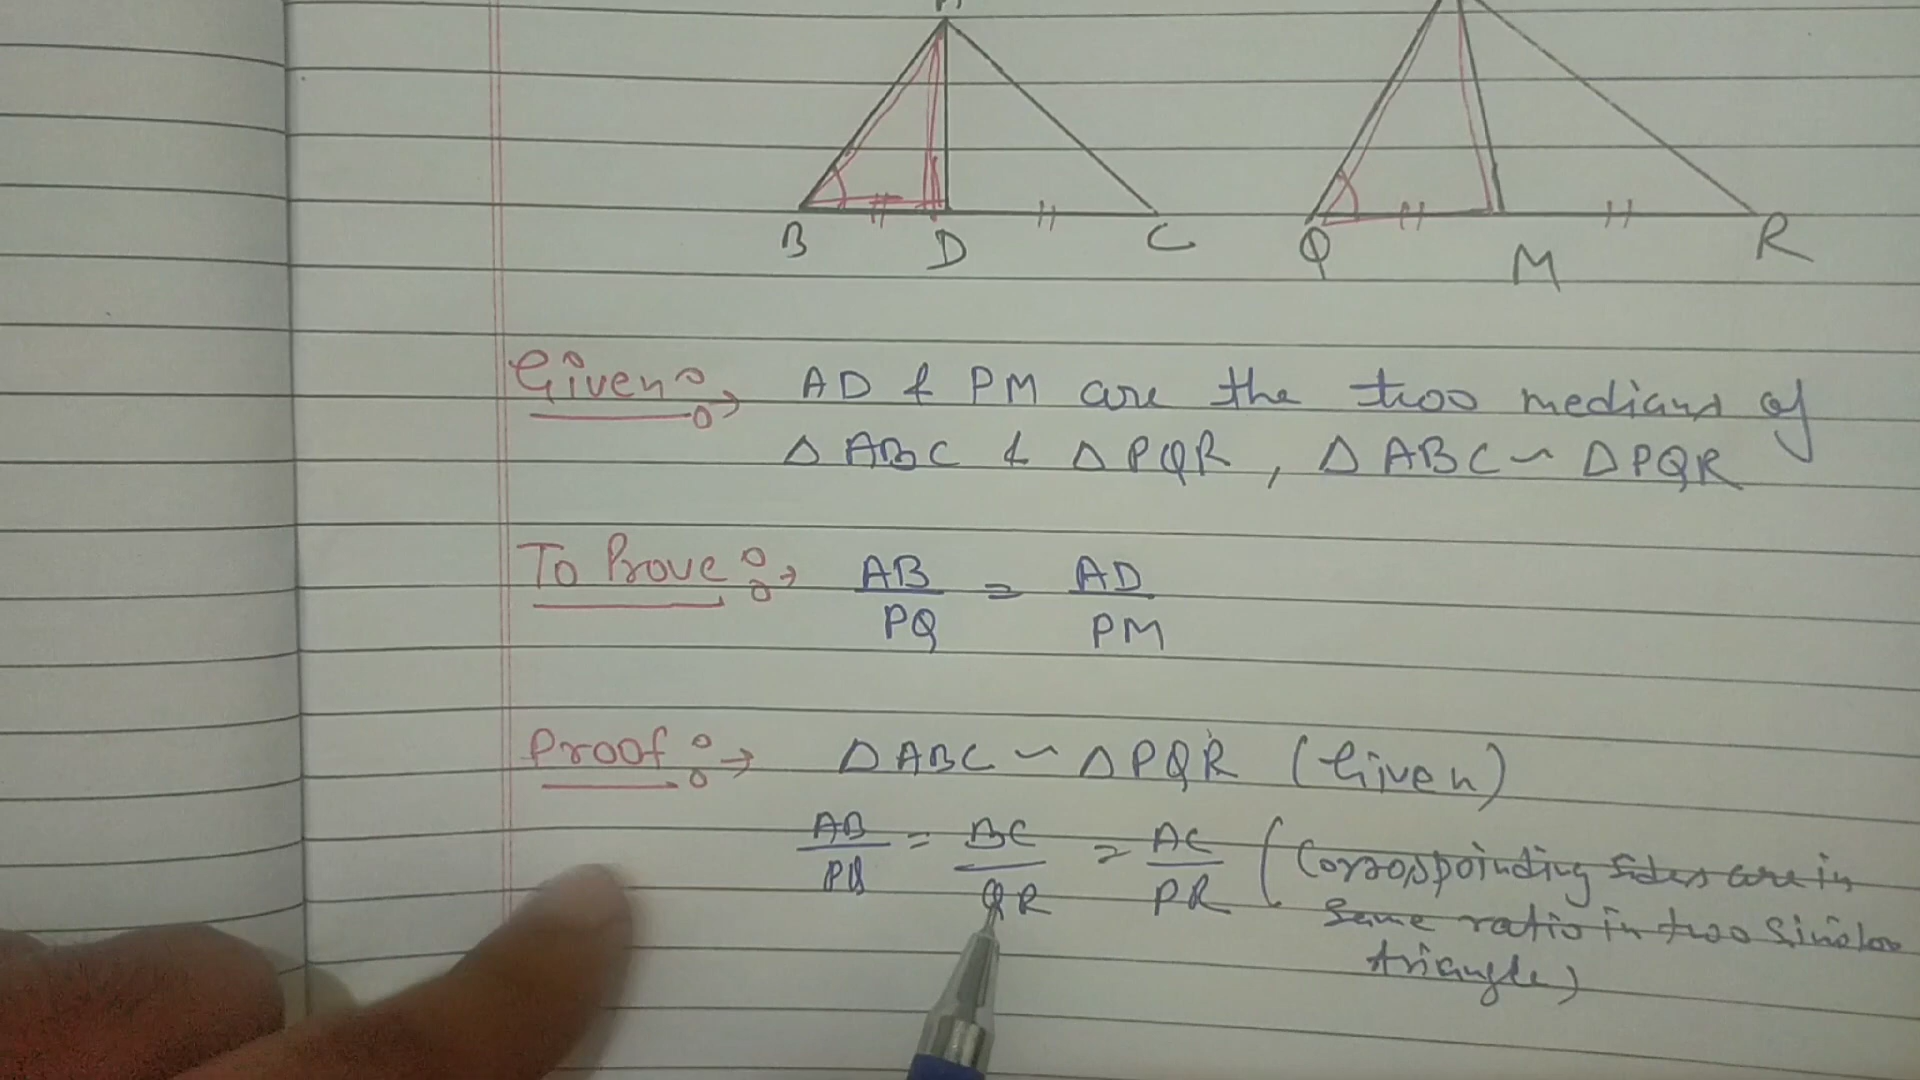 B D C Q M R
Given :→ AD & PM are the two medians of
△ABC & △PQR, △ABC ~ △PQR
To Prove :→ AB/PQ = AD/PM
Proof :→ △ABC ~ △PQR (Given)
AB/PQ = BC/QR = AC/PR (Corrospoinding sides are in
same ratio in two similar
triangle)